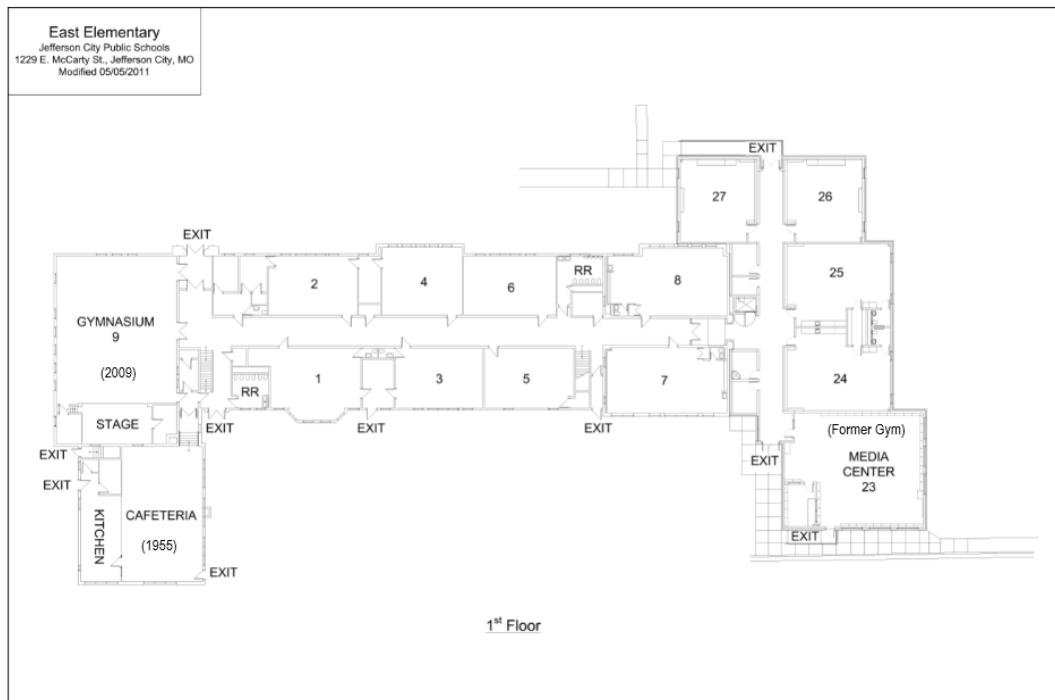 East Elementary
Jefferson City Public Schools
1229 E. McCarty St., Jefferson City, MO
Modified 05/05/2011
EXIT
27
26
EXIT
2
4
6
RR
8
25
GYMNASIUM
9
(2009)
RR
1
3
5
7
24
STAGE
EXIT
EXIT
EXIT
(Former Gym)
MEDIA
CENTER
23
EXIT
EXIT
EXIT
KITCHEN
CAFETERIA
(1955)
EXIT
EXIT
1st Floor